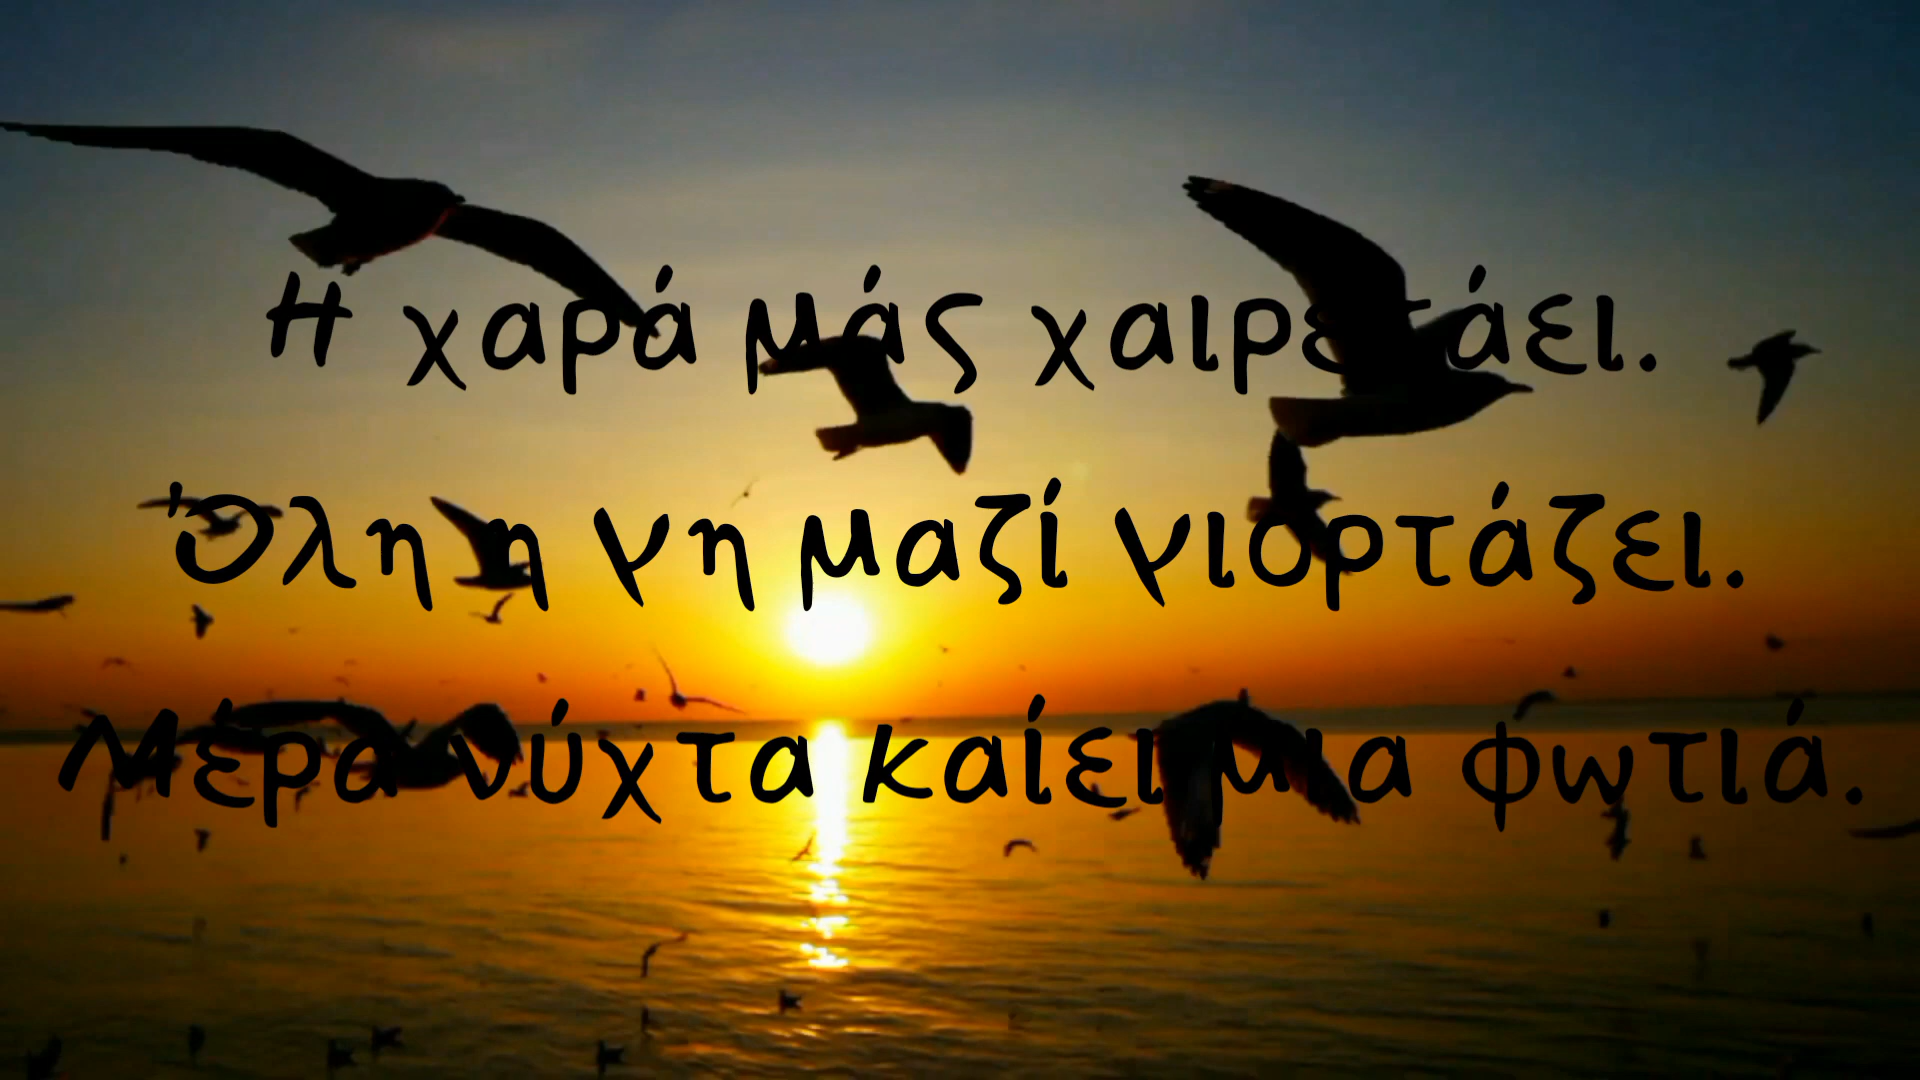 Η χαρά μάς χαιρετάει.
Όλη η γη μαζί γιορτάζει.
Μέρα νύχτα καίει μια φωτιά.